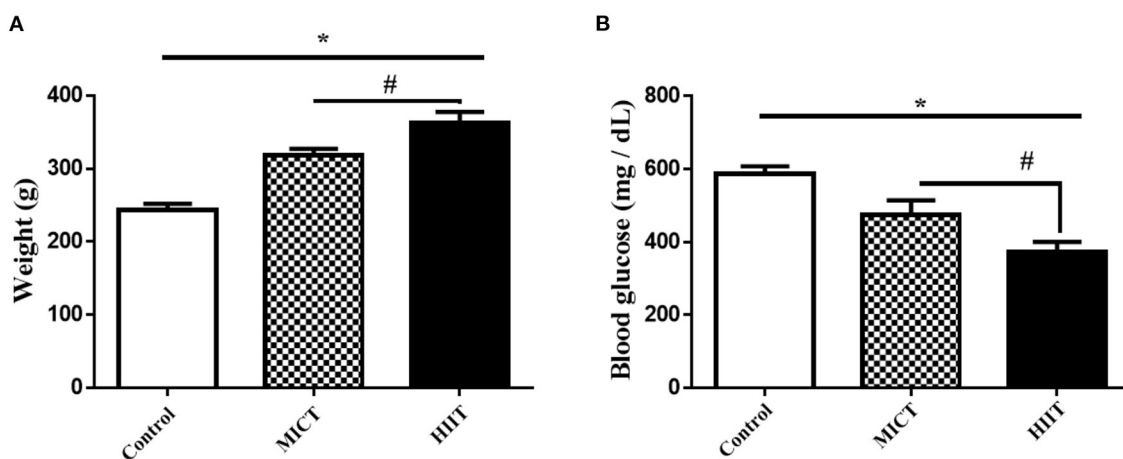 A
*
#
400
300
200
100
0
Weight (g)
Control
MICT
HIIT
B
*
#
800
600
400
200
0
Blood glucose (mg / dL)
Control
MICT
HIIT